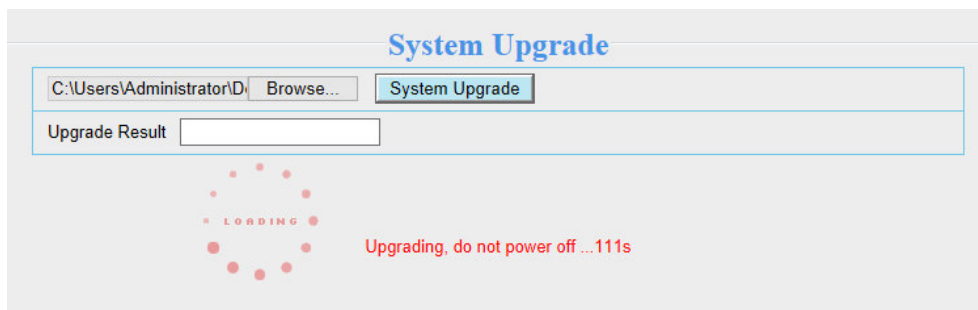 System Upgrade
C:\Users\Administrator\D Browse... System Upgrade
Upgrade Result
LOADING
Upgrading, do not power off ...111s